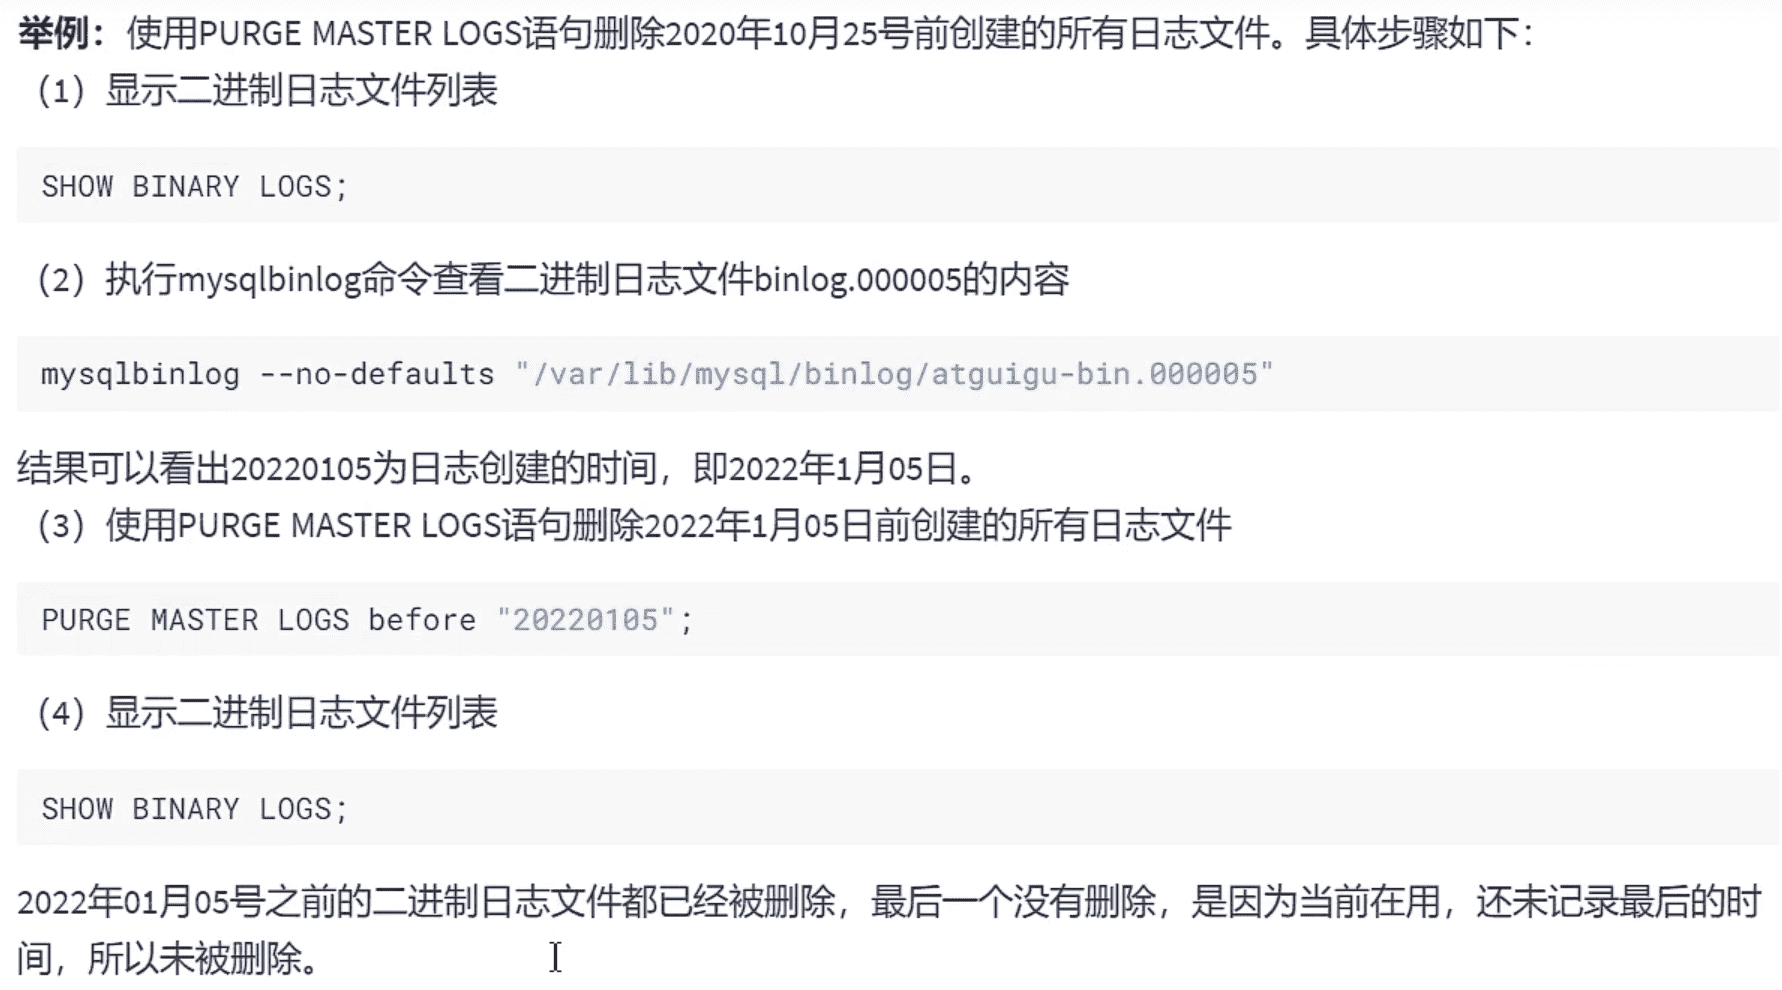 举例：使用PURGE MASTER LOGS语句删除2020年10月25号前创建的所有日志文件。具体步骤如下：
（1）显示二进制日志文件列表
SHOW BINARY LOGS;
（2）执行mysqlbinlog命令查看二进制日志文件binlog.000005的内容
mysqlbinlog --no-defaults "/var/lib/mysql/binlog/atguigu-bin.000005"
结果可以看出20220105为日志创建的时间，即2022年1月05日。
（3）使用PURGE MASTER LOGS语句删除2022年1月05日前创建的所有日志文件
PURGE MASTER LOGS before "20220105";
（4）显示二进制日志文件列表
SHOW BINARY LOGS;
2022年01月05号之前的二进制日志文件都已经被删除，最后一个没有删除，是因为当前在用，还未记录最后的时
间，所以未被删除。